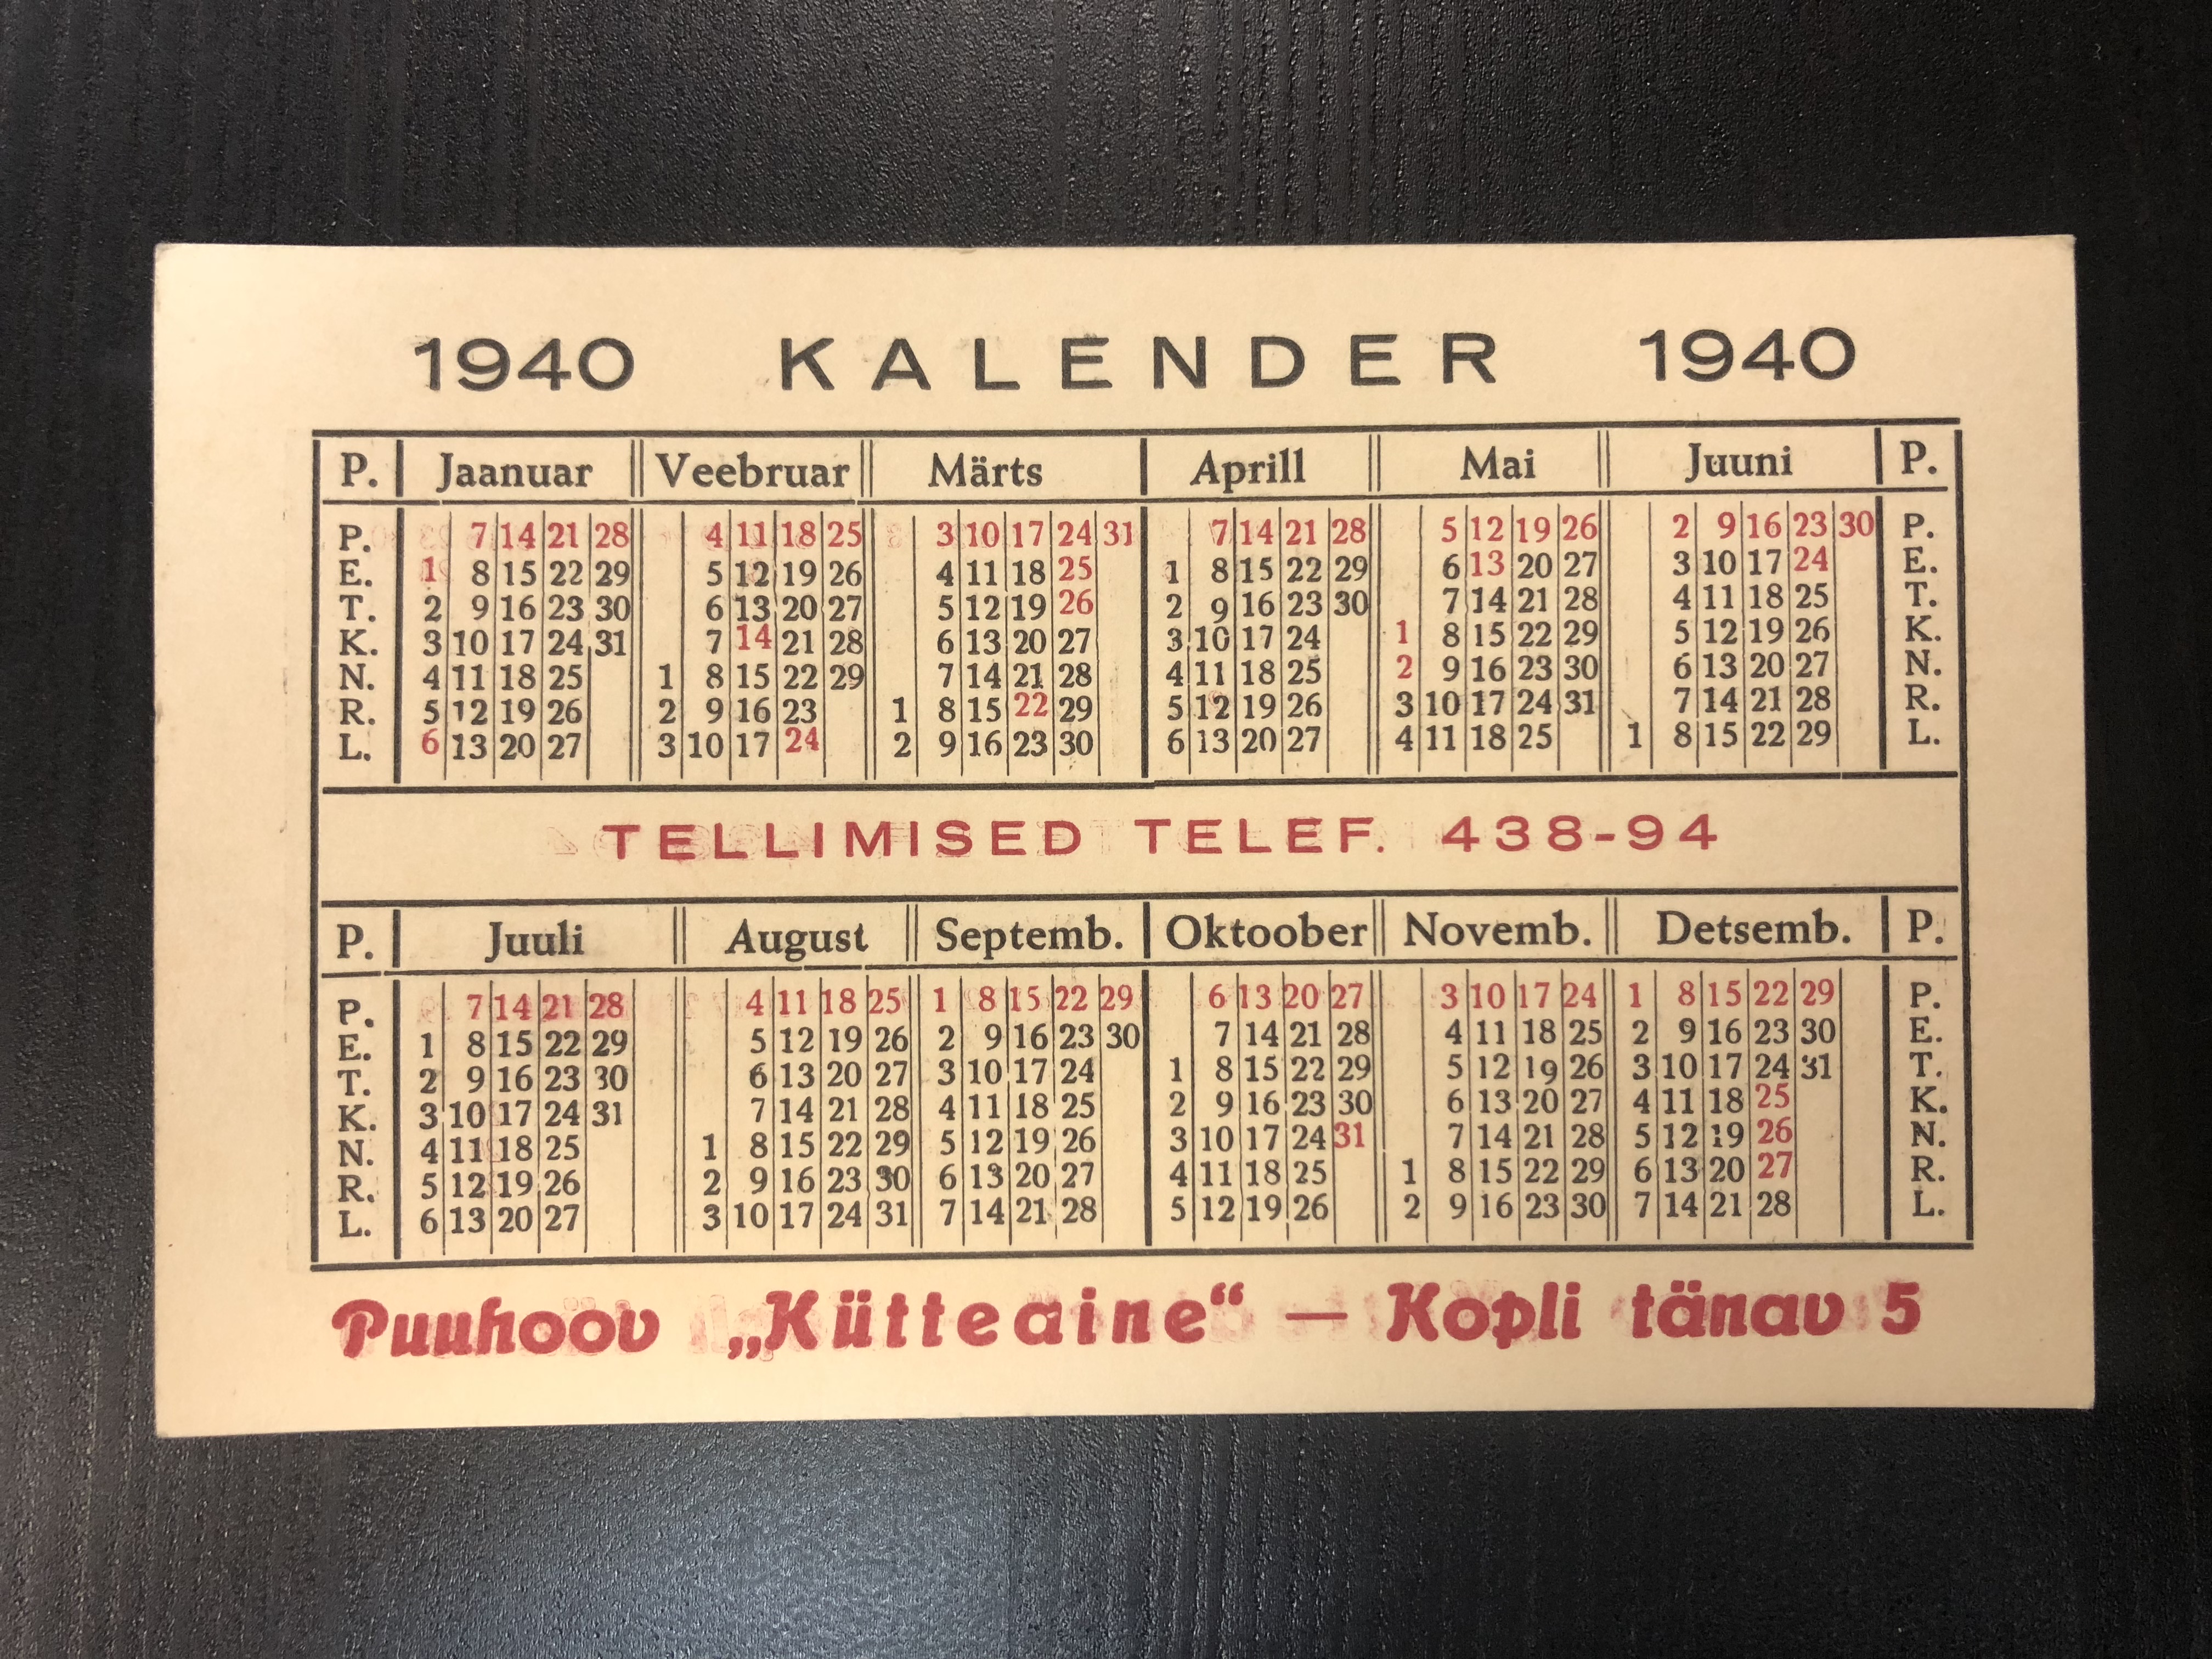 1940 KALENDER 1940
P. Jaanuar Veebruar Märts Aprill Mai Juuni P.
P. 7 14 21 28 4 11 18 25 3 10 17 24 31 7 14 21 28 5 12 19 26 2 9 16 23 30 P.
E. 1 8 15 22 29 5 12 19 26 4 11 18 25 1 8 15 22 29 6 13 20 27 3 10 17 24 E.
T. 2 9 16 23 30 6 13 20 27 5 12 19 26 2 9 16 23 30 7 14 21 28 4 11 18 25 T.
K. 3 10 17 24 31 7 14 21 28 6 13 20 27 3 10 17 24 1 8 15 22 29 5 12 19 26 K.
N. 4 11 18 25 1 8 15 22 29 7 14 21 28 4 11 18 25 2 9 16 23 30 6 13 20 27 N.
R. 5 12 19 26 2 9 16 23 1 8 15 22 29 5 12 19 26 3 10 17 24 31 7 14 21 28 R.
L. 6 13 20 27 3 10 17 24 2 9 16 23 30 6 13 20 27 4 11 18 25 1 8 15 22 29 L.
TELLIMISED TELEF. 438-94
P. Juuli August Septemb. Oktoober Novemb. Detsemb. P.
P. 7 14 21 28 4 11 18 25 1 8 15 22 29 6 13 20 27 3 10 17 24 1 8 15 22 29 P.
E. 1 8 15 22 29 5 12 19 26 2 9 16 23 30 7 14 21 28 4 11 18 25 2 9 16 23 30 E.
T. 2 9 16 23 30 6 13 20 27 3 10 17 24 1 8 15 22 29 5 12 19 26 3 10 17 24 31 T.
K. 3 10 17 24 31 7 14 21 28 4 11 18 25 2 9 16 23 30 6 13 20 27 4 11 18 25 K.
N. 4 11 18 25 1 8 15 22 29 5 12 19 26 3 10 17 24 31 7 14 21 28 5 12 19 26 N.
R. 5 12 19 26 2 9 16 23 30 6 13 20 27 4 11 18 25 1 8 15 22 29 6 13 20 27 R.
L. 6 13 20 27 3 10 17 24 31 7 14 21 28 5 12 19 26 2 9 16 23 30 7 14 21 28 L.
Puuhoov „Kütteaine“ — Kopli tänav 5